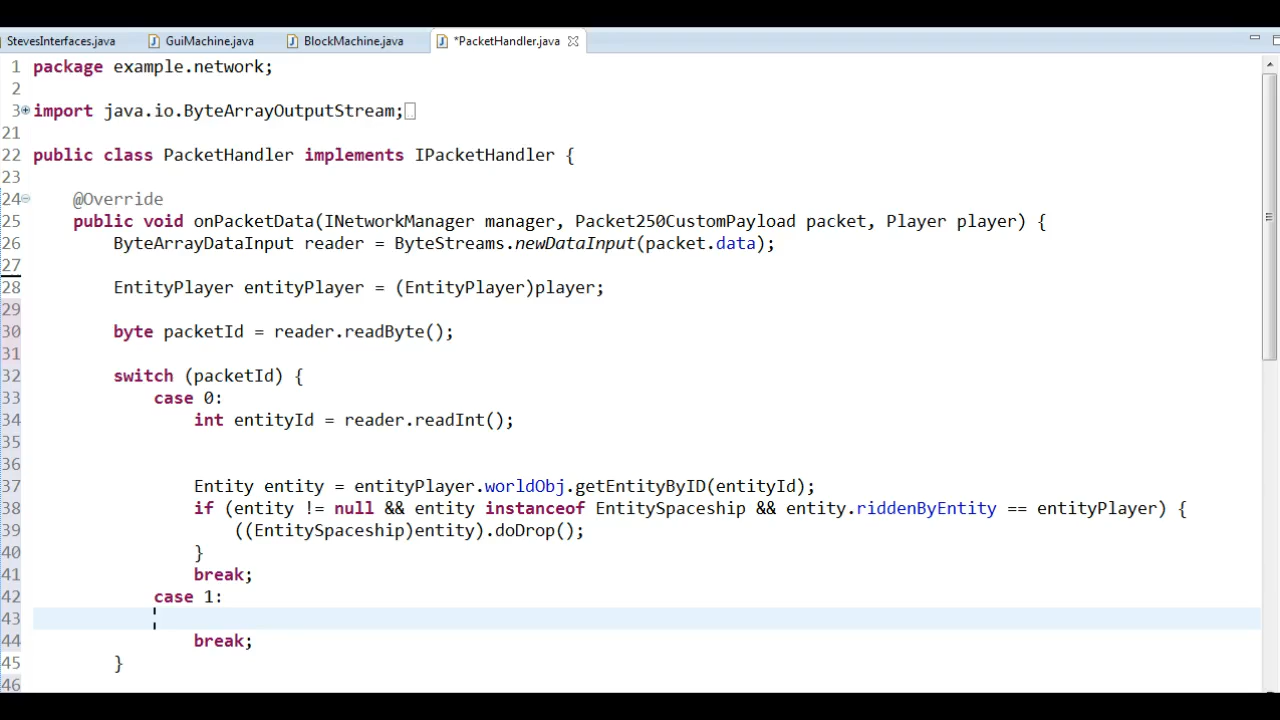 StevesInterfaces.java GuiMachine.java BlockMachine.java *PacketHandler.java
1 package example.network;
2
3 import java.io.ByteArrayOutputStream;
21
22 public class PacketHandler implements IPacketHandler {
23
24 @Override
25 public void onPacketData(INetworkManager manager, Packet250CustomPayload packet, Player player) {
26 ByteArrayDataInput reader = ByteStreams.newDataInput(packet.data);
27
28 EntityPlayer entityPlayer = (EntityPlayer)player;
29
30 byte packetId = reader.readByte();
31
32 switch (packetId) {
33 case 0:
34 int entityId = reader.readInt();
35
36
37 Entity entity = entityPlayer.worldObj.getEntityByID(entityId);
38 if (entity != null && entity instanceof EntitySpaceship && entity.riddenByEntity == entityPlayer) {
39 ((EntitySpaceship)entity).doDrop();
40 }
41 break;
42 case 1:
43
44 break;
45 }
46